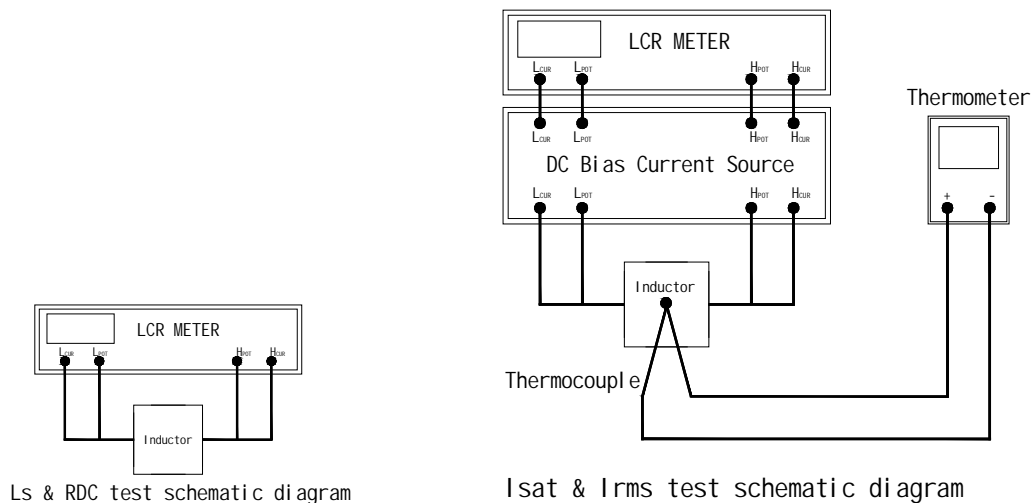 LCR METER
LCUR LPOT HPOT HCUR
Thermometer
LCUR LPOT HPOT HCUR
DC Bias Current Source
LCUR LPOT HPOT HCUR
+ -
Inductor
Thermocouple
Isat & Irms test schematic diagram
LCR METER
LCUR LPOT HPOT HCUR
Inductor
Ls & RDC test schematic diagram